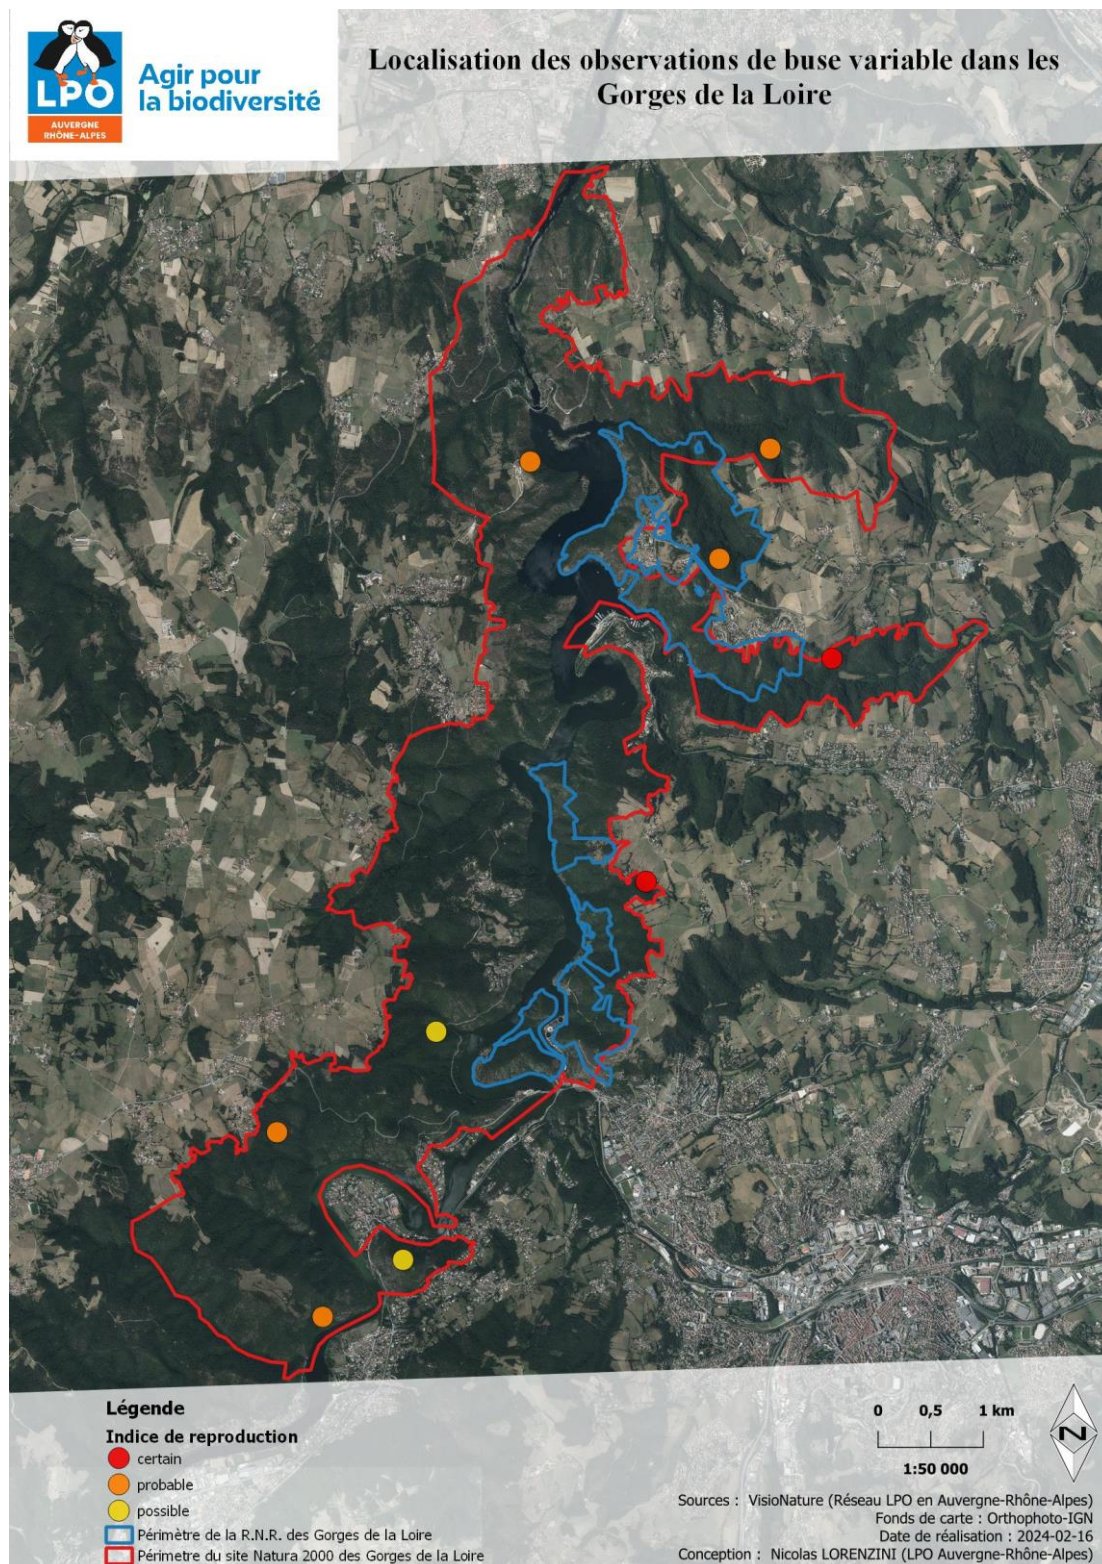 LPO
AUVERGNE
RHÔNE-ALPES
Agir pour
la biodiversité
Localisation des observations de buse variable dans les
Gorges de la Loire
Légende
Indice de reproduction
certain
probable
possible
Périmètre de la R.N.R. des Gorges de la Loire
Périmetre du site Natura 2000 des Gorges de la Loire
0 0,5 1 km
1:50 000
N
Sources : VisioNature (Réseau LPO en Auvergne-Rhône-Alpes)
Fonds de carte : Orthophoto-IGN
Date de réalisation : 2024-02-16
Conception : Nicolas LORENZINI (LPO Auvergne-Rhône-Alpes)